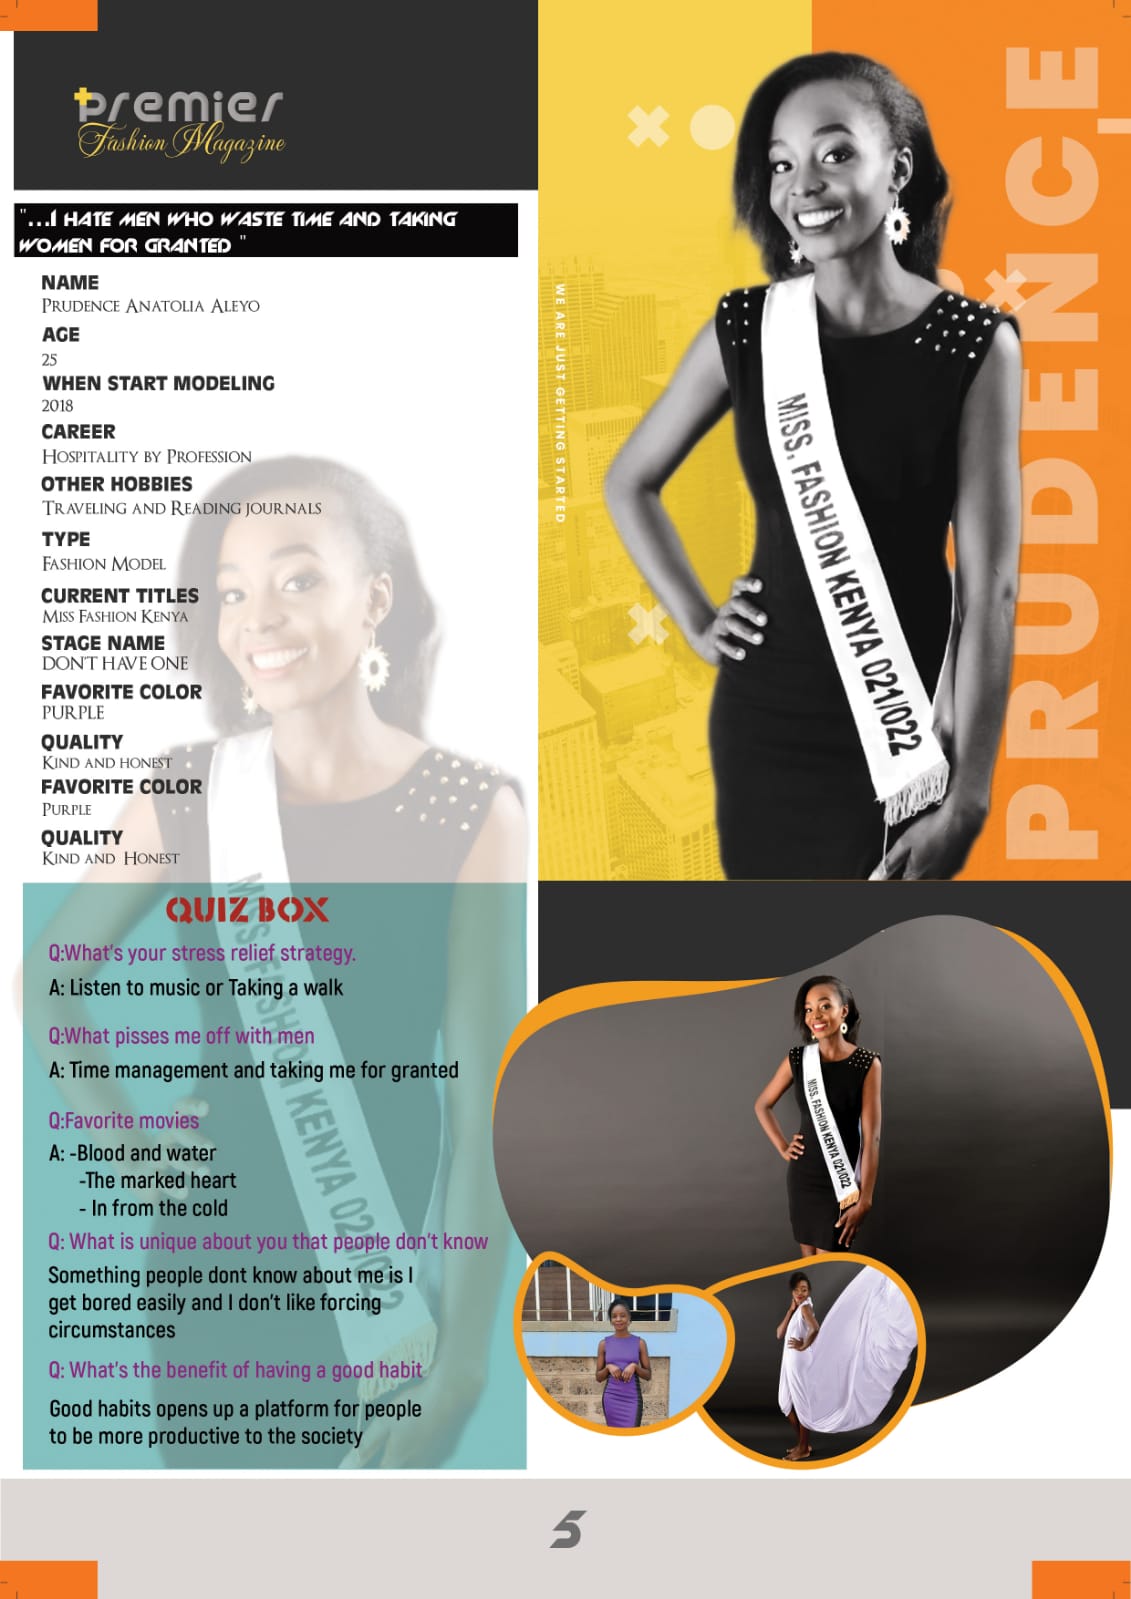 premier
Fashion Magazine
"...I HATE MEN WHO WASTE TIME AND TAKING
WOMEN FOR GRANTED "
NAME
PRUDENCE ANATOLIA ALEYO
AGE
25
WHEN START MODELING
2018
CAREER
HOSPITALITY BY PROFESSION
OTHER HOBBIES
TRAVELING AND READING JOURNALS
TYPE
FASHION MODEL
CURRENT TITLES
MISS FASHION KENYA
STAGE NAME
DON'T HAVE ONE
FAVORITE COLOR
PURPLE
QUALITY
KIND AND HONEST
FAVORITE COLOR
PURPLE
QUALITY
KIND AND HONEST
MISS, FASHION KENYA 021/022
QUIZ BOX
Q:What's your stress relief strategy.
A: Listen to music or Taking a walk
Q:What pisses me off with men
A: Time management and taking me for granted
Q:Favorite movies
A: -Blood and water
-The marked heart
- In from the cold
Q: What is unique about you that people don't know
Something people dont know about me is I
get bored easily and I don't like forcing
circumstances
Q: What's the benefit of having a good habit
Good habits opens up a platform for people
to be more productive to the society
WE ARE JUST GETTING STARTED
MISS, FASHION KENYA 021/022
PRUDENCE
MISS, FASHION KENYA 021/022
5